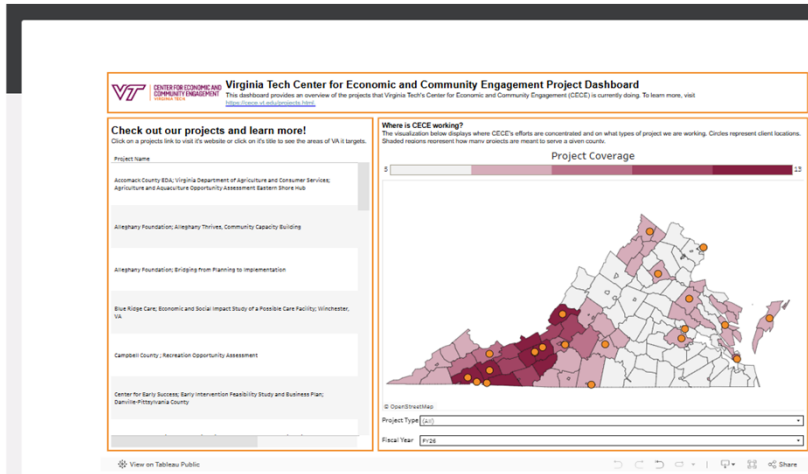 VT CENTER FOR ECONOMIC AND
COMMUNITY ENGAGEMENT
VIRGINIA TECH
Virginia Tech Center for Economic and Community Engagement Project Dashboard
This dashboard provides an overview of the projects that Virginia Tech's Center for Economic and Community Engagement (CECE) is currently doing. To learn more, visit
https://cece.vt.edu/projects.html.
Check out our projects and learn more!
Click on a projects link to visit it's website or click on it's title to see the areas of VA it targets.
Project Name
Accomack County EDA; Virginia Department of Agriculture and Consumer Services;
Agriculture and Aquaculture Opportunity Assessment Eastern Shore Hub
Alleghany Foundation; Alleghany Thrives, Community Capacity Building
Alleghany Foundation; Bridging from Planning to Implementation
Blue Ridge Care; Economic and Social Impact Study of a Possible Care Facility; Winchester,
VA
Campbell County ; Recreation Opportunity Assessment
Center for Early Success; Early Intervention Feasibility Study and Business Plan;
Danville-Pittsylvania County
Where is CECE working?
The visualization below displays where CECE's efforts are concentrated and on what types of project we are working. Circles represent client locations.
Shaded regions represent how many projects are meant to serve a given county.
Project Coverage
5 13
© OpenStreetMap
Project Type (All)
Fiscal Year FY26
View on Tableau Public
Share